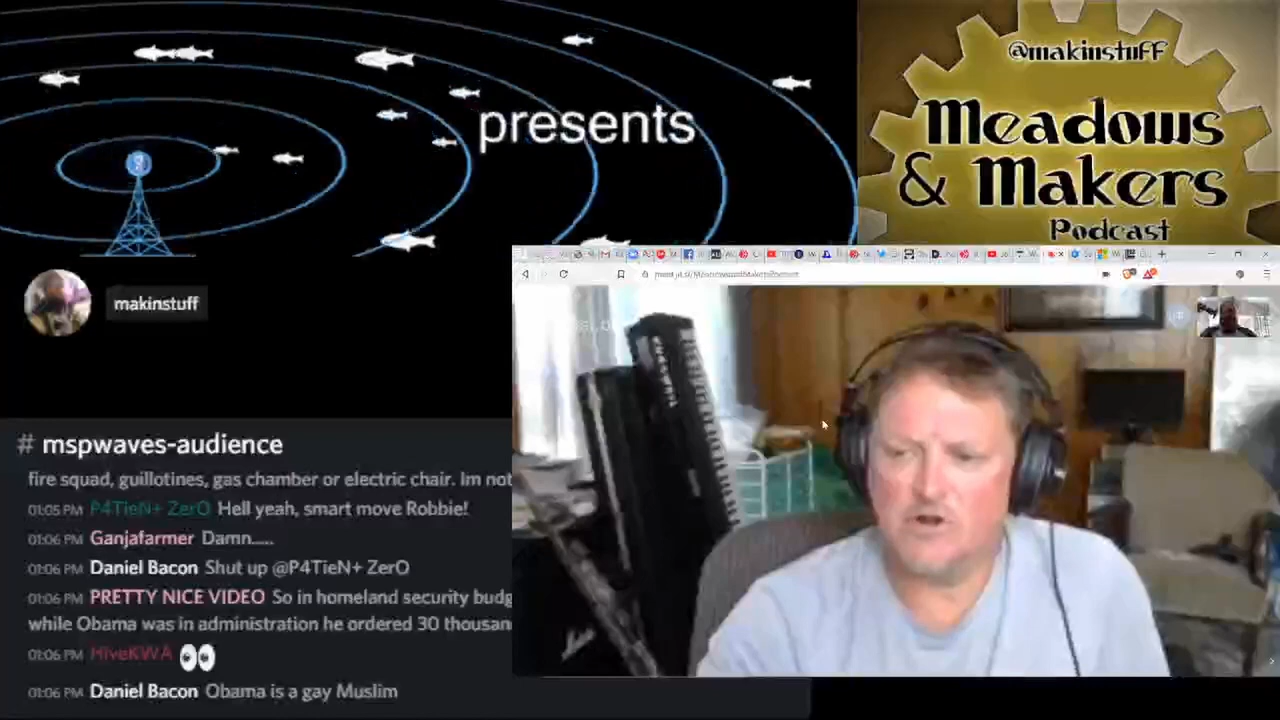 presents
@makinstuff
Meadows
& Makers
Podcast
makinstuff
# mspwaves-audience
fire squad, guillotines, gas chamber or electric chair. Im not
01:05 PM P4TieN+ ZerO Hell yeah, smart move Robbie!
01:06 PM Ganjafarmer Damn.....
01:06 PM Daniel Bacon Shut up @P4TieN+ ZerO
01:06 PM PRETTY NICE VIDEO So in homeland security budg
while Obama was in administration he ordered 30 thousan
01:06 PM HiveKWA 👀
01:06 PM Daniel Bacon Obama is a gay Muslim